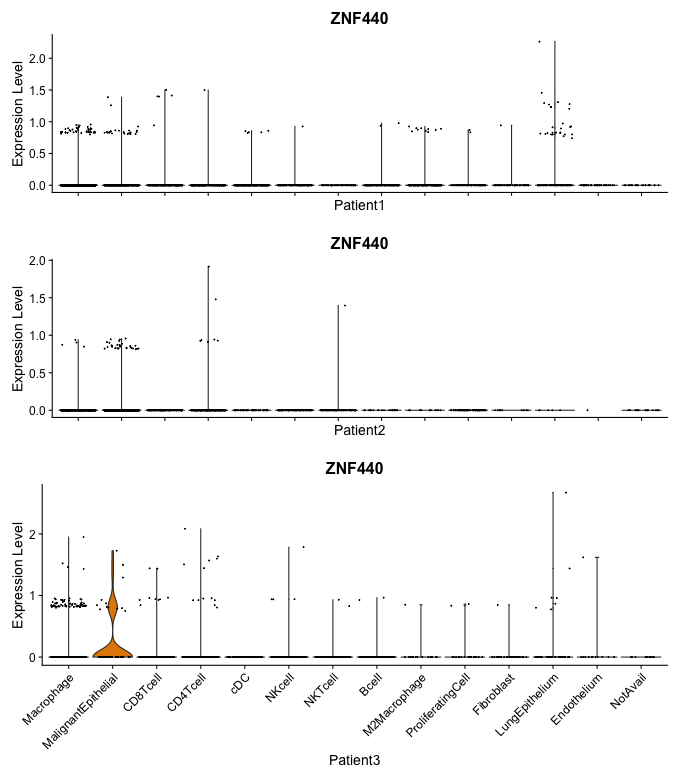 ZNF440
Expression Level
2.0
1.5
1.0
0.5
0.0
Patient1
ZNF440
Expression Level
2.0
1.5
1.0
0.5
0.0
Patient2
ZNF440
Expression Level
2
1
0
Macrophage
MalignantEpithelial
CD8Tcell
CD4Tcell
cDC
NKcell
NKTcell
Bcell
M2Macrophage
ProliferatingCell
Fibroblast
LungEpithelium
Endothelium
NotAvail
Patient3